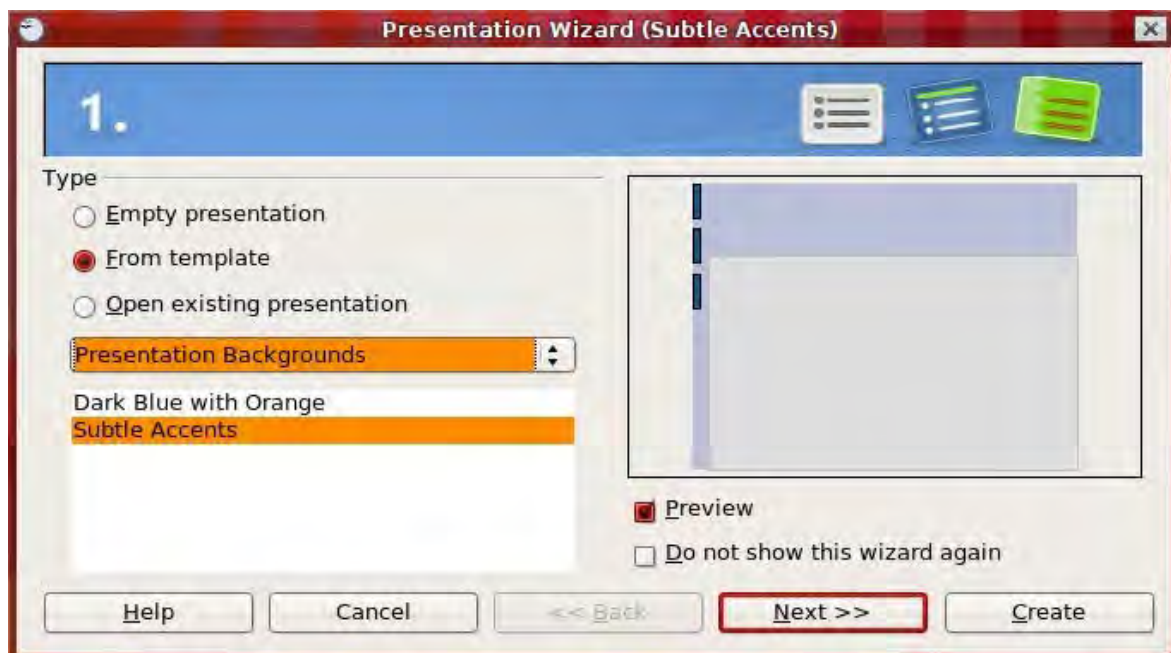 Presentation Wizard (Subtle Accents)
1.
Type
Empty presentation
From template
Open existing presentation
Presentation Backgrounds
Dark Blue with Orange
Subtle Accents
Preview
Do not show this wizard again
Help
Cancel
<< Back
Next >>
Create